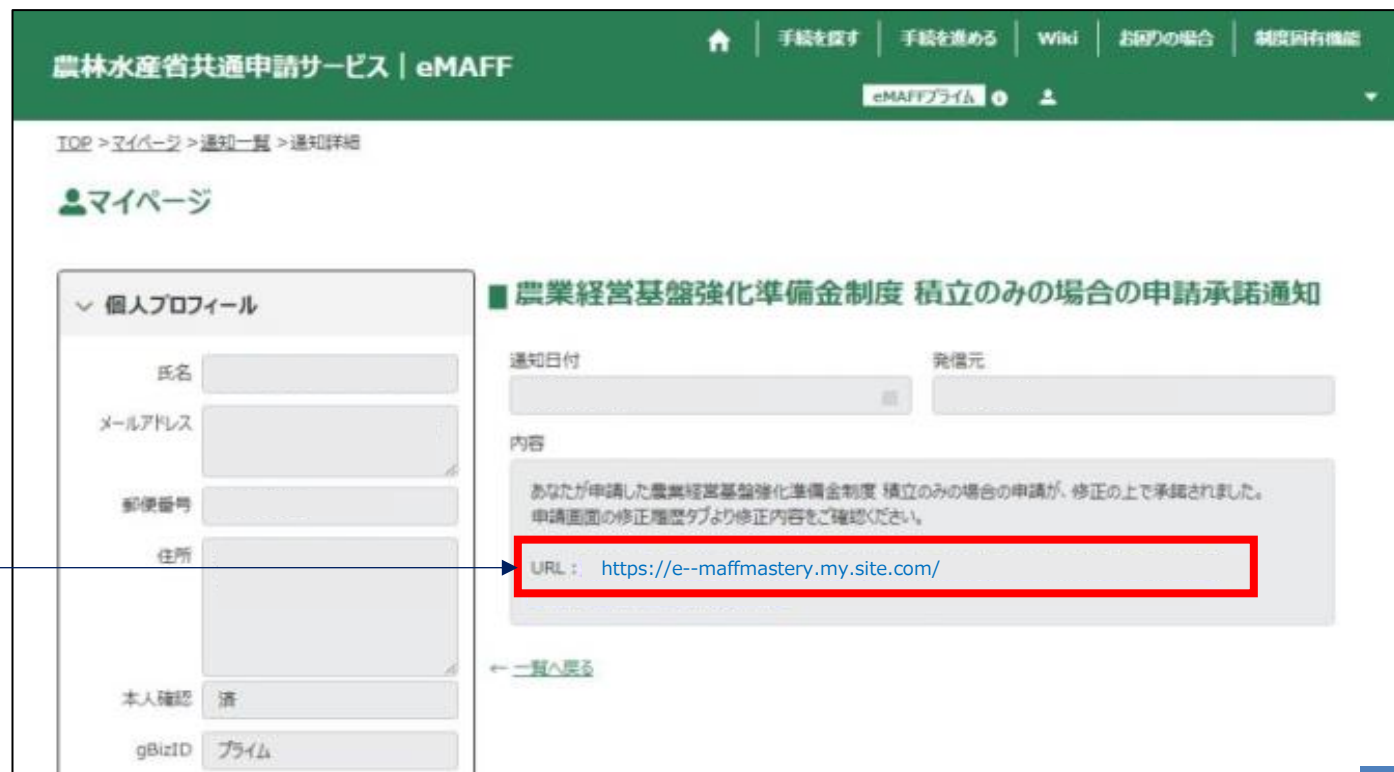 手続を探す 手続を進める Wiki お困りの場合 制度固有機能
農林水産省共通申請サービス | eMAFF
eMAFFプライム
TOP >マイページ >通知一覧 >通知詳細
マイページ
個人プロフィール
氏名
メールアドレス
郵便番号
住所
本人確認 済
gBizID プライム
■農業経営基盤強化準備金制度 積立のみの場合の申請承諾通知
通知日付 発信元
内容
あなたが申請した農業経営基盤強化準備金制度 積立のみの場合の申請が、修正の上で承諾されました。
申請画面の修正履歴タブより修正内容をご確認ください。
URL： https://e--maffmastery.my.site.com/
← 一覧へ戻る